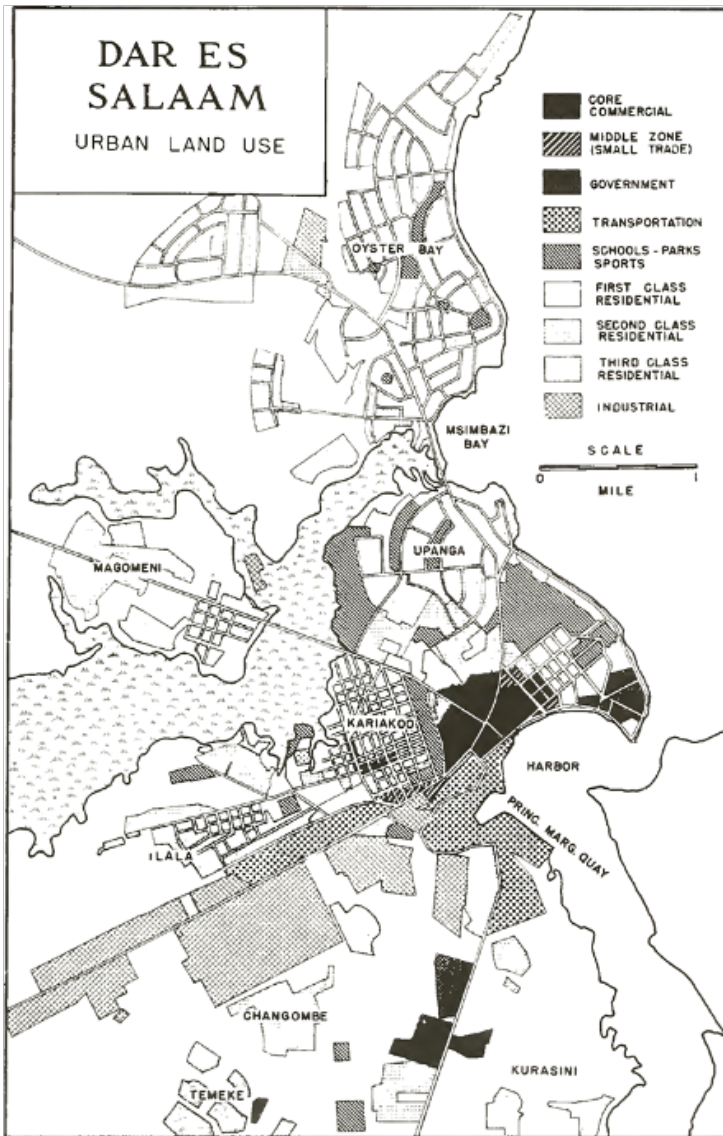 DAR ES
SALAAM
URBAN LAND USE
CORE
COMMERCIAL
MIDDLE ZONE
(SMALL TRADE)
GOVERNMENT
TRANSPORTATION
SCHOOLS - PARKS
SPORTS
FIRST CLASS
RESIDENTIAL
SECOND CLASS
RESIDENTIAL
THIRD CLASS
RESIDENTIAL
INDUSTRIAL
SCALE
0 1
MILE
OYSTER BAY
MSIMBAZI
BAY
UPANGA
MAGOMENI
KARIAKOO
HARBOR
PRINC. MARG. QUAY
ILALA
CHANGOMBE
KURASINI
TEMEKE